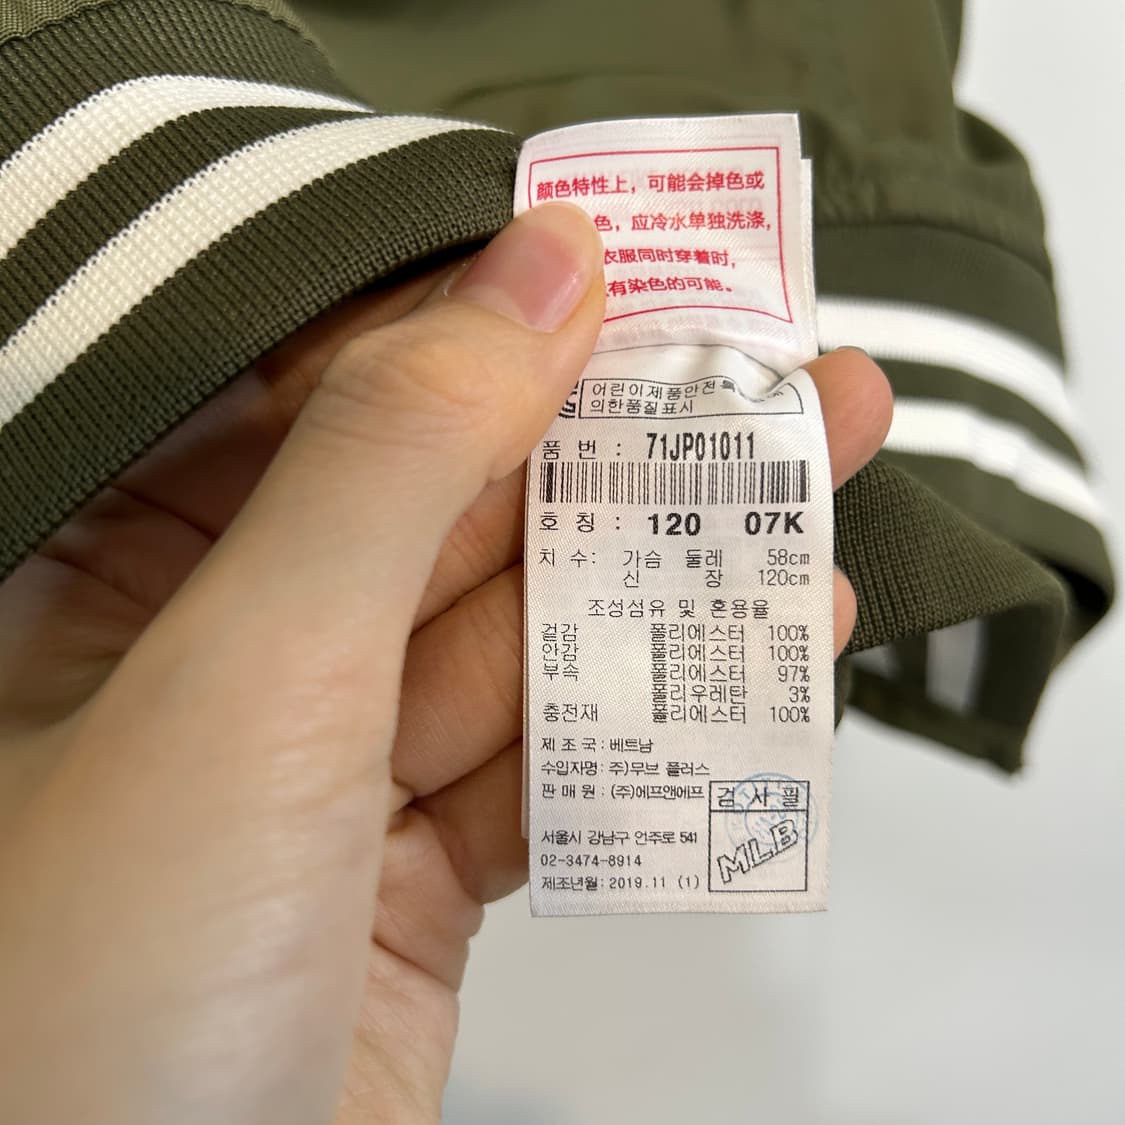 颜色特性上，可能会掉色或
色，应冷水单独洗涤，
衣服同时穿着时，
有染色的可能。
어린이제품안전
의한품질표시
품 번 : 71JP01011
호 칭 : 120 07K
치 수: 가슴 둘레 58cm
신 장 120cm
조성섬유 및 혼용율
겉감 폴리에스터 100%
안감 폴리에스터 100%
부속 폴리에스터 97%
폴리우레탄 3%
충전재 폴리에스터 100%
제 조 국 : 베트남
수입자명 : 주)무브 플러스
판 매 원 : (주)에프앤에프
검 사 필
MLB
서울시 강남구 언주로 541
02-3474-8914
제조년월 : 2019.11 (1)